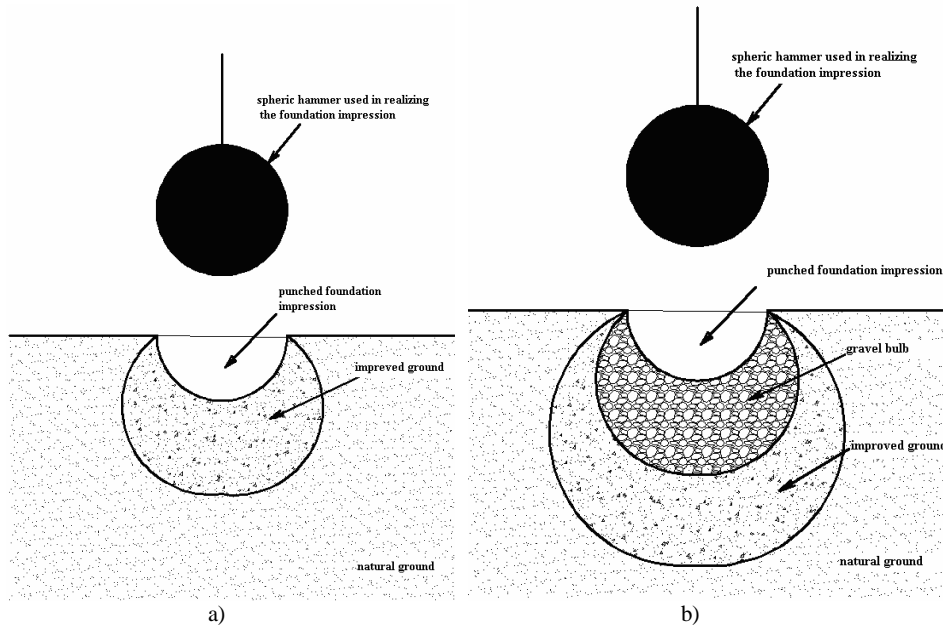 spheric hammer used in realizing
the foundation impression
punched foundation
impression
impreved ground
natural ground
a)
spheric hammer used in realizing
the foundation impression
punched foundation impression
gravel bulb
improved ground
natural ground
b)